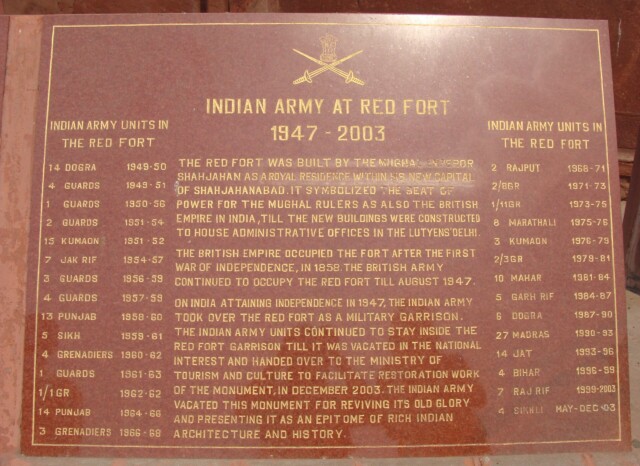 INDIAN ARMY AT RED FORT
1947 - 2003
INDIAN ARMY UNITS IN
THE RED FORT
14 DOGRA 1949-50
4 GUARDS 1949-51
1 GUARDS 1950-56
2 GUARDS 1951-54
15 KUMAON 1951-52
7 JAK RIF 1954-57
3 GUARDS 1956-59
4 GUARDS 1957-59
13 PUNJAB 1959-60
5 SIKH 1959-61
4 GRENADIERS 1960-62
1 GUARDS 1961-63
1/1 GR 1962-62
14 PUNJAB 1964-66
3 GRENADIERS 1966-68
THE RED FORT WAS BUILT BY THE MUGHAL EMPEROR
SHAHJAHAN AS A ROYAL RESIDENCE WITHIN HIS NEW CAPITAL
OF SHAHJAHANABAD. IT SYMBOLIZED THE SEAT OF
POWER FOR THE MUGHAL RULERS AS ALSO THE BRITISH
EMPIRE IN INDIA, TILL THE NEW BUILDINGS WERE CONSTRUCTED
TO HOUSE ADMINISTRATIVE OFFICES IN THE LUTYENS' DELHI.
THE BRITISH EMPIRE OCCUPIED THE FORT AFTER THE FIRST
WAR OF INDEPENDENCE, IN 1858. THE BRITISH ARMY
CONTINUED TO OCCUPY THE RED FORT TILL AUGUST 1947.
ON INDIA ATTAINING INDEPENDENCE IN 1947, THE INDIAN ARMY
TOOK OVER THE RED FORT AS A MILITARY GARRISON.
THE INDIAN ARMY UNITS CONTINUED TO STAY INSIDE THE
RED FORT GARRISON TILL IT WAS VACATED IN THE NATIONAL
INTEREST AND HANDED OVER TO THE MINISTRY OF
TOURISM AND CULTURE TO FACILITATE RESTORATION WORK
OF THE MONUMENT, IN DECEMBER 2003. THE INDIAN ARMY
VACATED THIS MONUMENT FOR REVIVING ITS OLD GLORY
AND PRESENTING IT AS AN EPITOME OF RICH INDIAN
ARCHITECTURE AND HISTORY.
INDIAN ARMY UNITS IN
THE RED FORT
2 RAJPUT 1968-71
2/8GR 1971-73
1/11GR 1973-75
6 MARATHALI 1975-76
3 KUMAON 1976-79
2/3GR 1979-81
10 MAHAR 1981-84
5 GARH RIF 1984-87
6 DOGRA 1987-90
27 MADRAS 1990-93
14 JAT 1993-96
4 BIHAR 1996-99
7 RAJ RIF 1999-2003
4 SIKHLI MAY-DEC '03